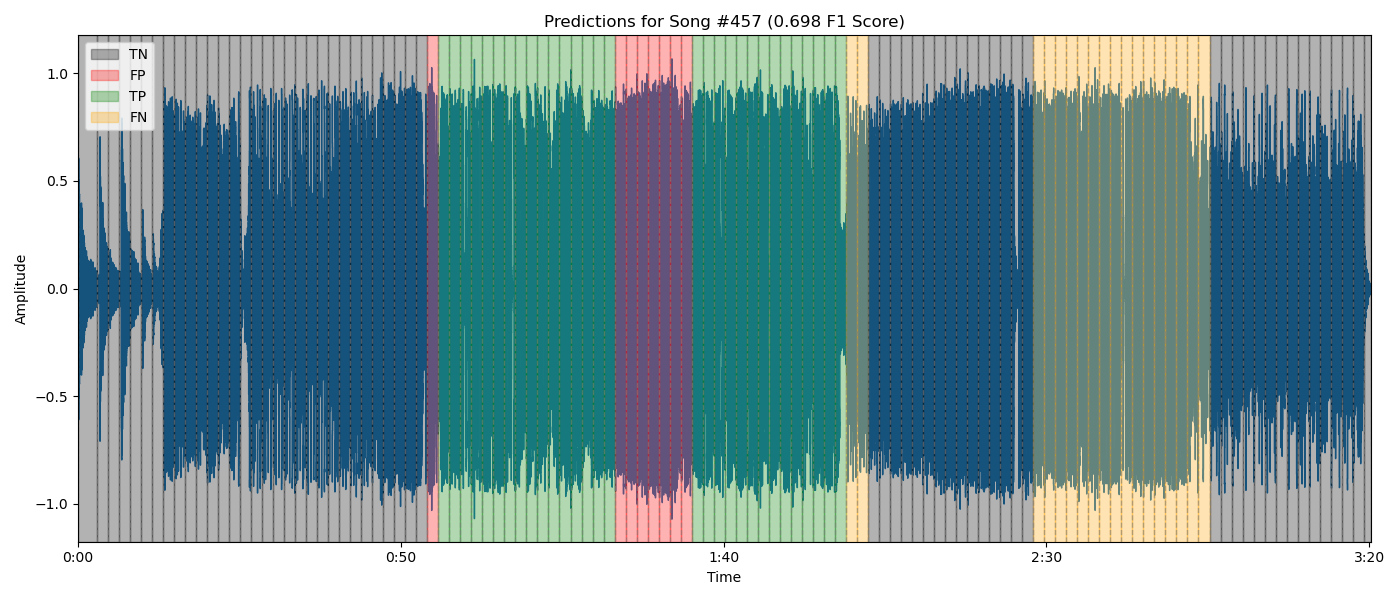 Predictions for Song #457 (0.698 F1 Score)
TN
FP
TP
FN
1.0
0.5
0.0
−0.5
−1.0
Amplitude
0:00 0:50 1:40 2:30 3:20
Time